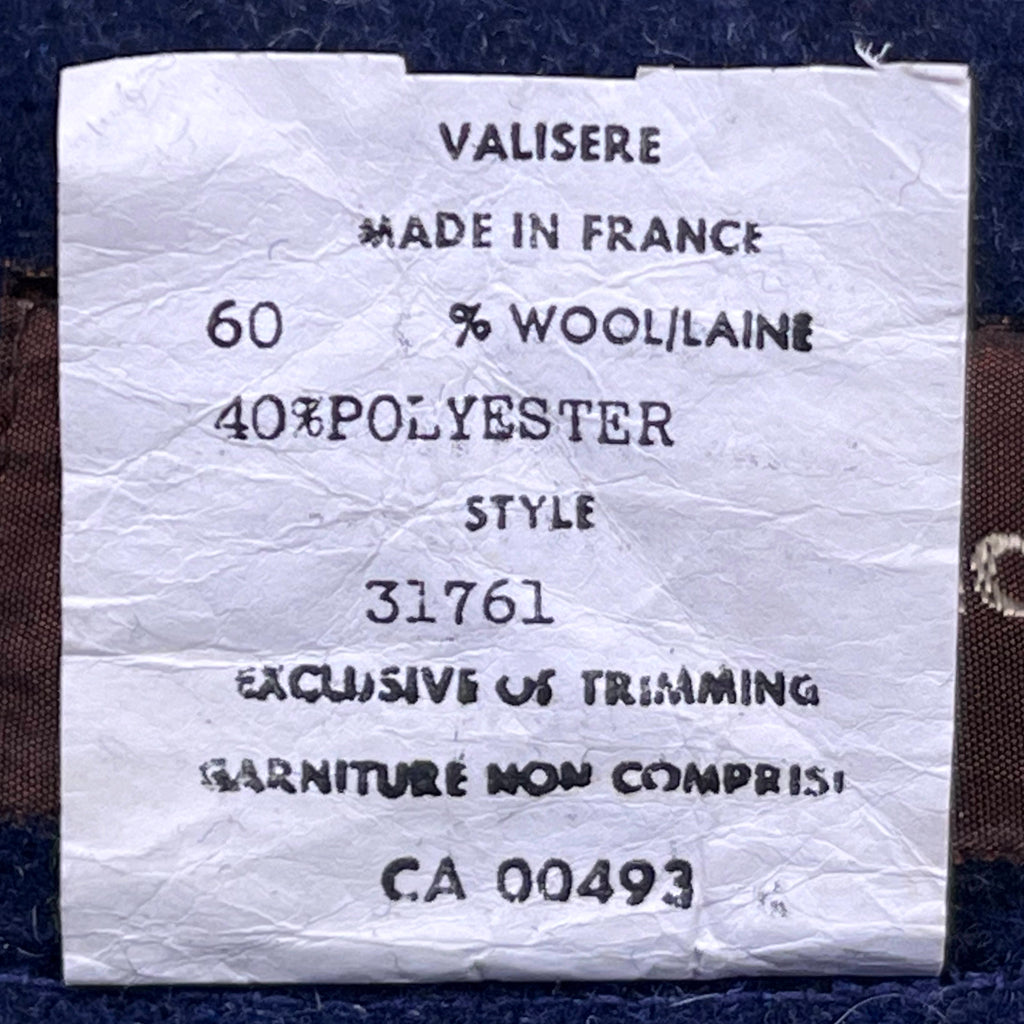 VALISERE
MADE IN FRANCE
60 % WOOL/LAINE
40%POLYESTER
STYLE
31761
EXCLUSIVE OF TRIMMING
GARNITURE NON COMPRISE
CA 00493